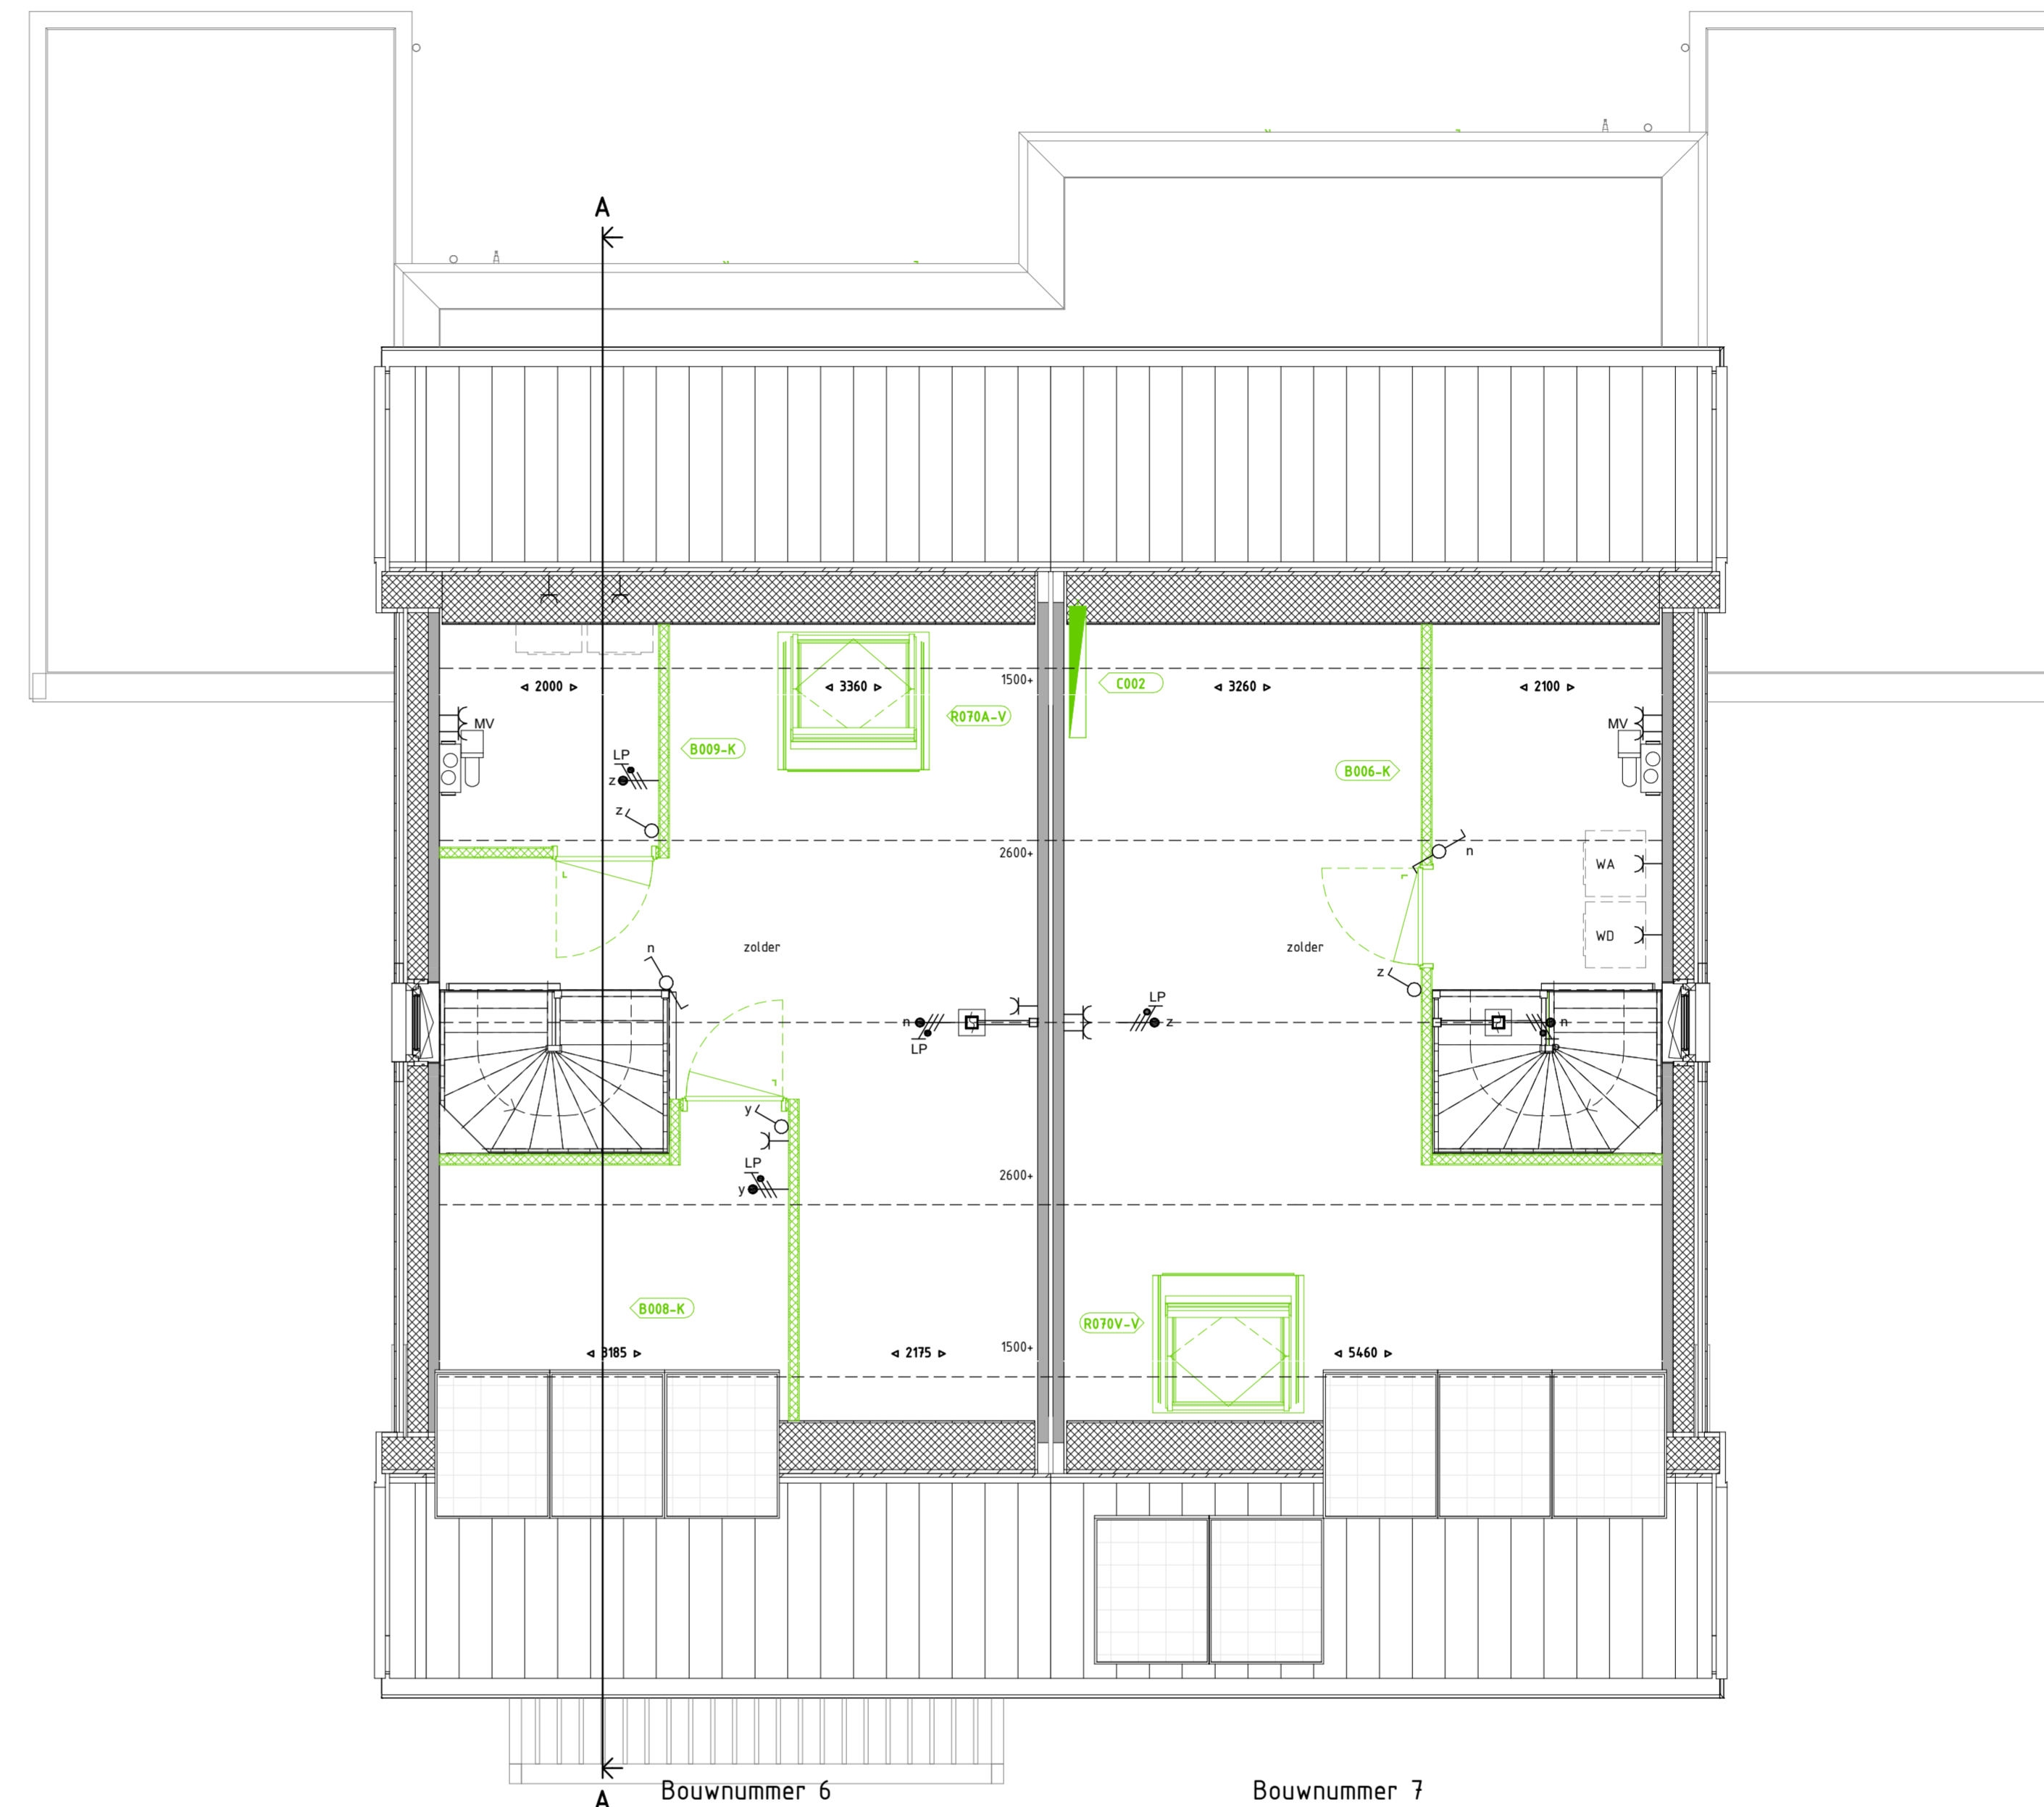 A
1500+
2000
3360
3260
2100
C002
R070A-V
MV
MV
B009-K
LP
z
B006-K
z
2600+
n
WA
WD
n
zolder
zolder
z
LP
n
z
n
LP
y
LP
y
2600+
B008-K
R070V-V
1500+
3185
2175
5460
Bouwnummer 6
Bouwnummer 7
A